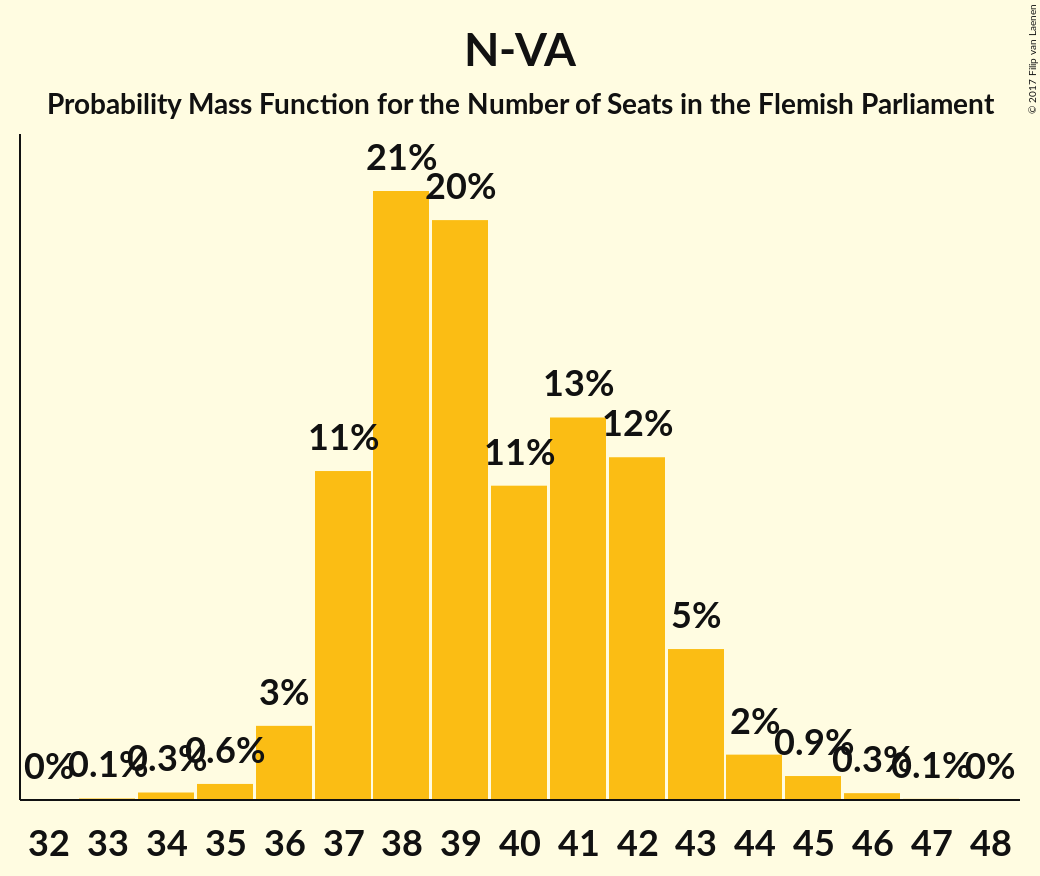 N-VA
Probability Mass Function for the Number of Seats in the Flemish Parliament
© 2017 Filip van Laenen
0% 0.1% 0.3% 0.6% 3% 11% 21% 20% 11% 13% 12% 5% 2% 0.9% 0.3% 0.1% 0%
32 33 34 35 36 37 38 39 40 41 42 43 44 45 46 47 48